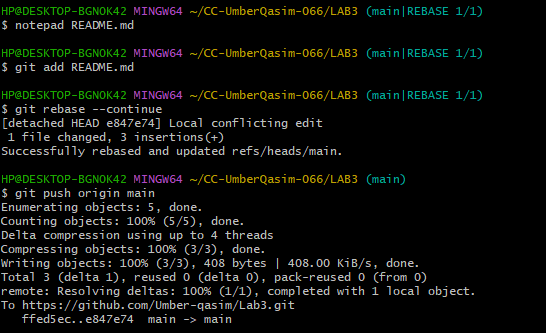 HP@DESKTOP-BGNOK42 MINGW64 ~/CC-UmberQasim-066/LAB3 (main|REBASE 1/1)
$ notepad README.md
HP@DESKTOP-BGNOK42 MINGW64 ~/CC-UmberQasim-066/LAB3 (main|REBASE 1/1)
$ git add README.md
HP@DESKTOP-BGNOK42 MINGW64 ~/CC-UmberQasim-066/LAB3 (main|REBASE 1/1)
$ git rebase --continue
[detached HEAD e847e74] Local conflicting edit
 1 file changed, 3 insertions(+)
Successfully rebased and updated refs/heads/main.
HP@DESKTOP-BGNOK42 MINGW64 ~/CC-UmberQasim-066/LAB3 (main)
$ git push origin main
Enumerating objects: 5, done.
Counting objects: 100% (5/5), done.
Delta compression using up to 4 threads
Compressing objects: 100% (3/3), done.
Writing objects: 100% (3/3), 408 bytes | 408.00 KiB/s, done.
Total 3 (delta 1), reused 0 (delta 0), pack-reused 0 (from 0)
remote: Resolving deltas: 100% (1/1), completed with 1 local object.
To https://github.com/Umber-qasim/Lab3.git
   ffed5ec..e847e74  main -> main